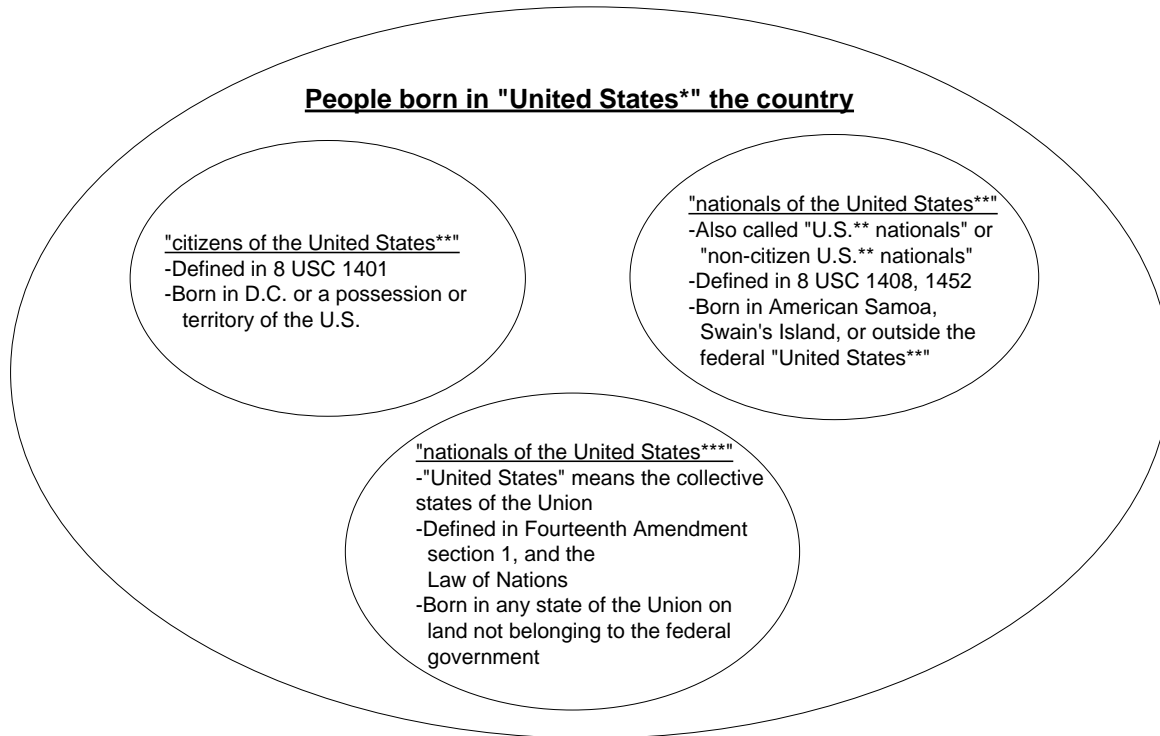 People born in "United States*" the country
"citizens of the United States**"
-Defined in 8 USC 1401
-Born in D.C. or a possession or
territory of the U.S.
"nationals of the United States**"
-Also called "U.S.** nationals" or
"non-citizen U.S.** nationals"
-Defined in 8 USC 1408, 1452
-Born in American Samoa,
Swain's Island, or outside the
federal "United States**"
"nationals of the United States***"
-"United States" means the collective
states of the Union
-Defined in Fourteenth Amendment
section 1, and the
Law of Nations
-Born in any state of the Union on
land not belonging to the federal
government